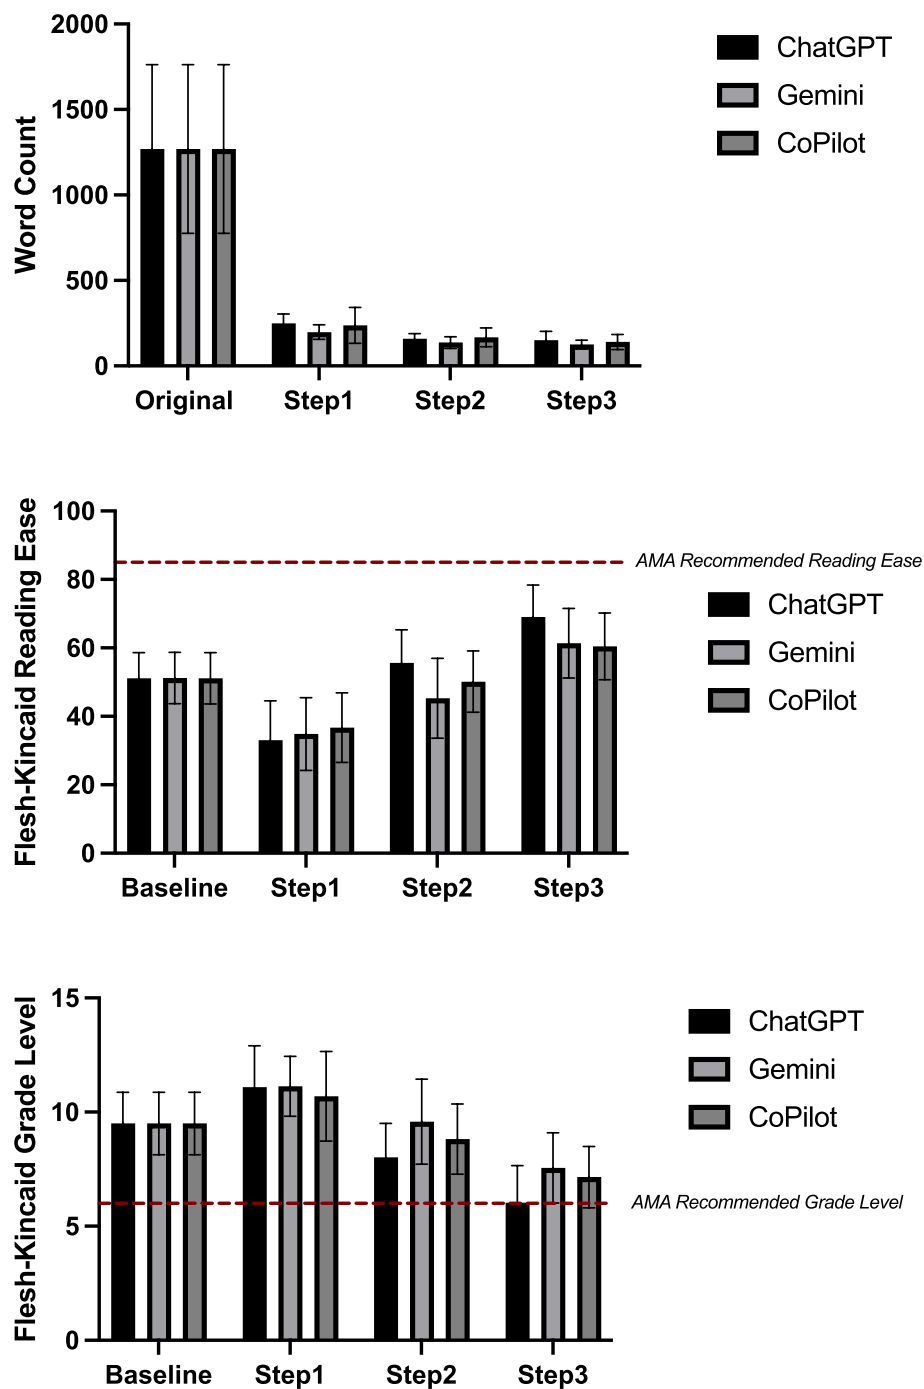 2000
1500
1000
500
0
Word Count
Original
Step1
Step2
Step3
ChatGPT
Gemini
CoPilot
100
80
60
40
20
0
Flesh-Kincaid Reading Ease
AMA Recommended Reading Ease
ChatGPT
Gemini
CoPilot
Baseline
Step1
Step2
Step3
15
10
5
0
Flesh-Kincaid Grade Level
ChatGPT
Gemini
CoPilot
AMA Recommended Grade Level
Baseline
Step1
Step2
Step3